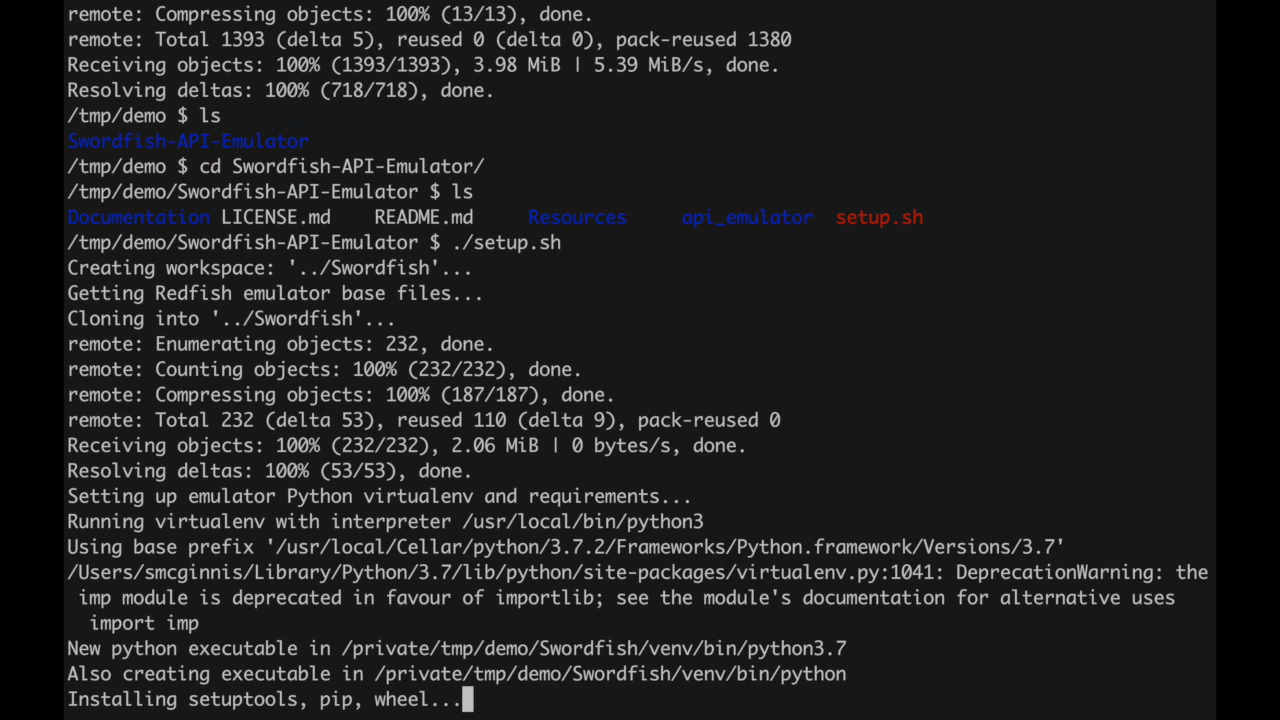 remote: Compressing objects: 100% (13/13), done.
remote: Total 1393 (delta 5), reused 0 (delta 0), pack-reused 1380
Receiving objects: 100% (1393/1393), 3.98 MiB | 5.39 MiB/s, done.
Resolving deltas: 100% (718/718), done.
/tmp/demo $ ls
Swordfish-API-Emulator
/tmp/demo $ cd Swordfish-API-Emulator/
/tmp/demo/Swordfish-API-Emulator $ ls
Documentation LICENSE.md    README.md     Resources     api_emulator  setup.sh
/tmp/demo/Swordfish-API-Emulator $ ./setup.sh
Creating workspace: '../Swordfish'...
Getting Redfish emulator base files...
Cloning into '../Swordfish'...
remote: Enumerating objects: 232, done.
remote: Counting objects: 100% (232/232), done.
remote: Compressing objects: 100% (187/187), done.
remote: Total 232 (delta 53), reused 110 (delta 9), pack-reused 0
Receiving objects: 100% (232/232), 2.06 MiB | 0 bytes/s, done.
Resolving deltas: 100% (53/53), done.
Setting up emulator Python virtualenv and requirements...
Running virtualenv with interpreter /usr/local/bin/python3
Using base prefix '/usr/local/Cellar/python/3.7.2/Frameworks/Python.framework/Versions/3.7'
/Users/smcginnis/Library/Python/3.7/lib/python/site-packages/virtualenv.py:1041: DeprecationWarning: the
 imp module is deprecated in favour of importlib; see the module's documentation for alternative uses
  import imp
New python executable in /private/tmp/demo/Swordfish/venv/bin/python3.7
Also creating executable in /private/tmp/demo/Swordfish/venv/bin/python
Installing setuptools, pip, wheel...